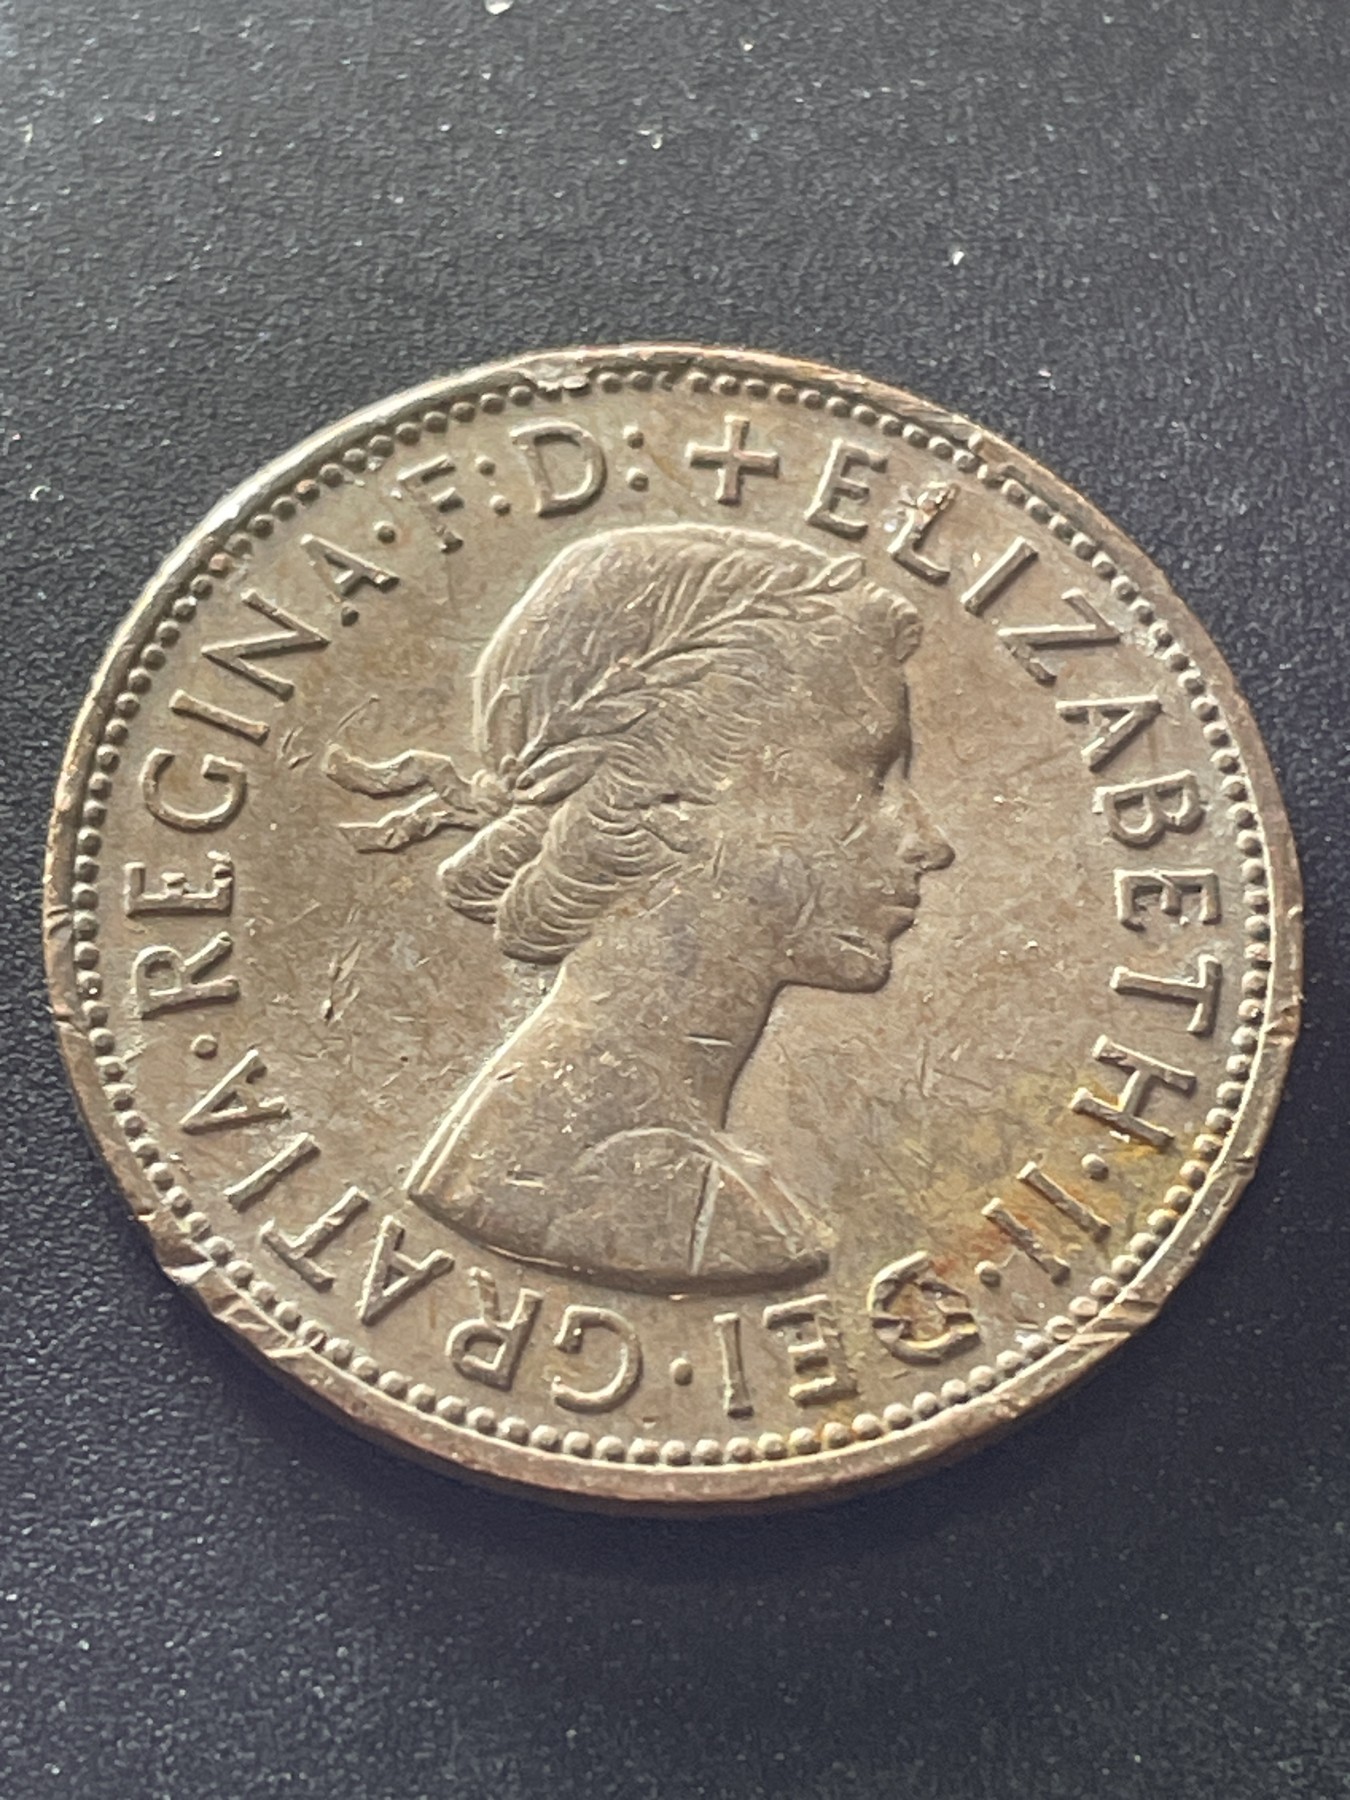 + ELIZABETH · II · DEI · GRATIA · REGINA · F : D :